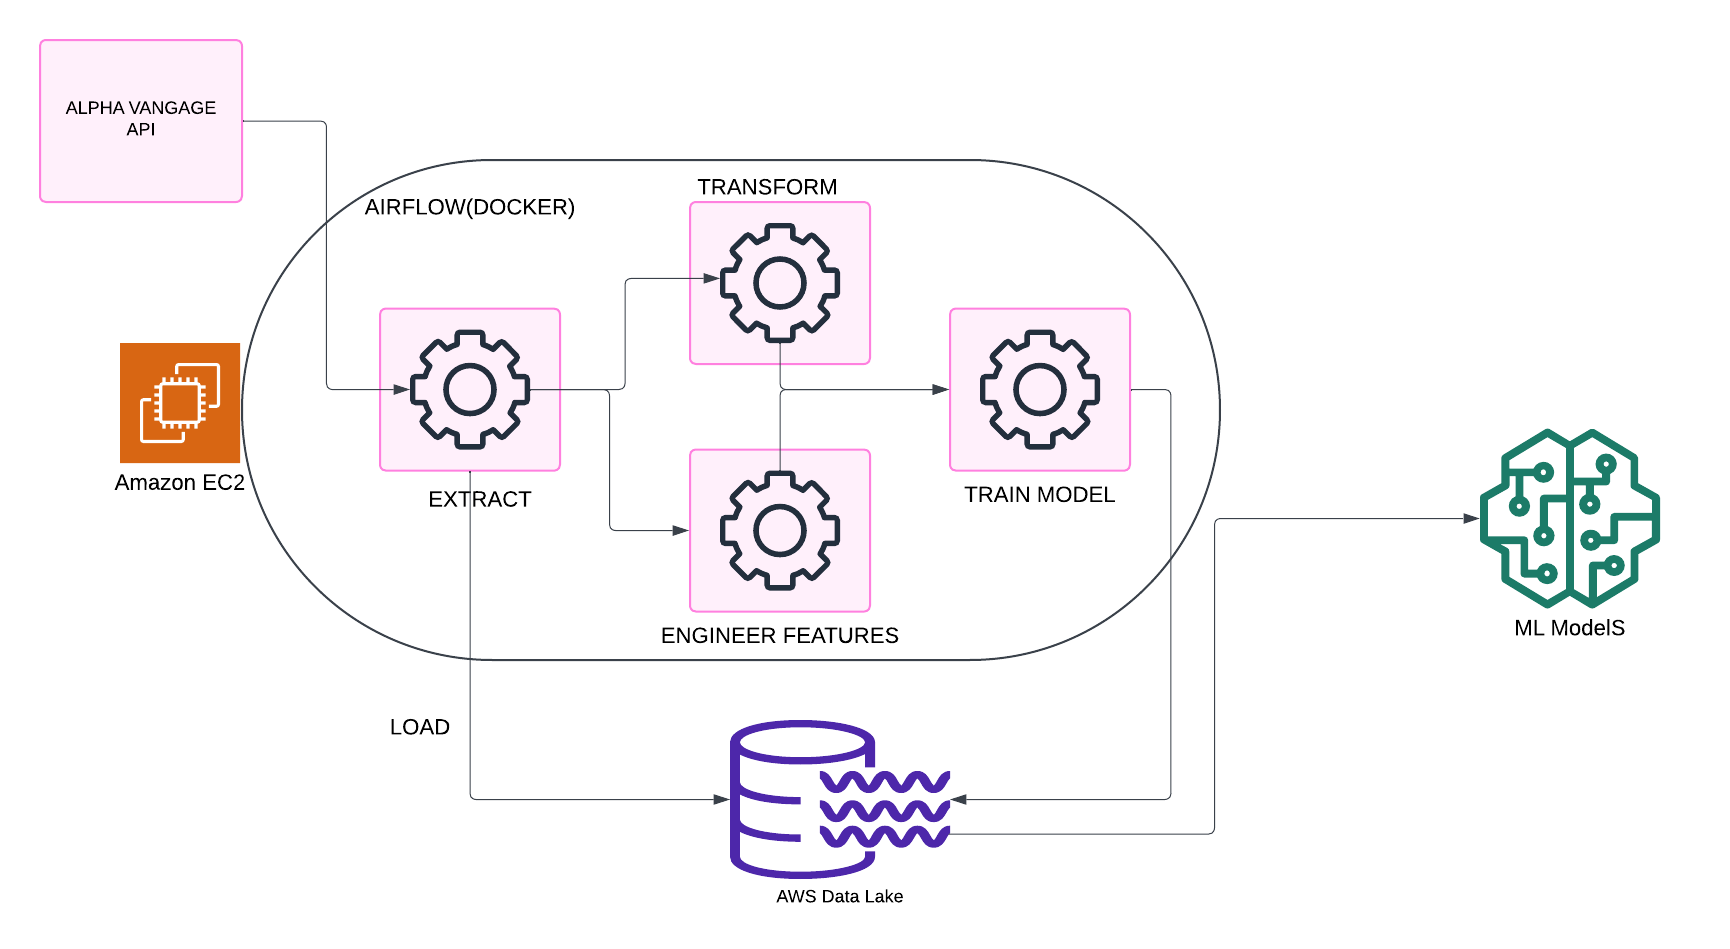 ALPHA VANGAGE
API
TRANSFORM
AIRFLOW(DOCKER)
Amazon EC2
EXTRACT
TRAIN MODEL
ENGINEER FEATURES
ML ModelS
LOAD
AWS Data Lake